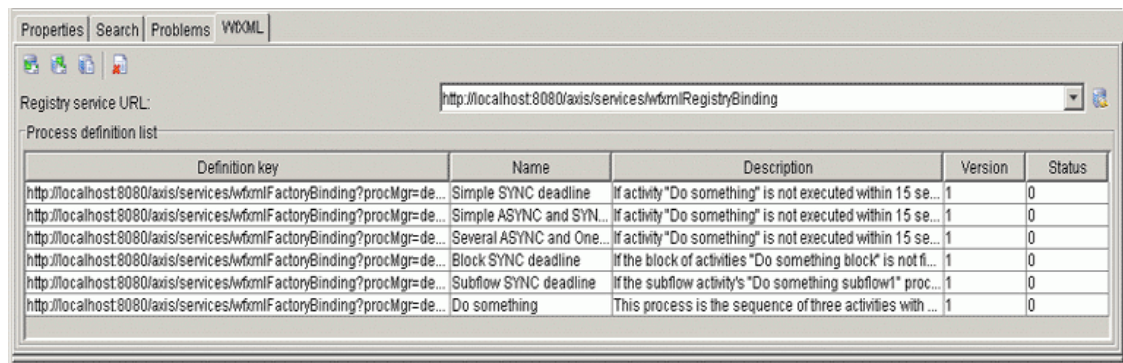 Properties Search Problems WfXML
Registry service URL: http://localhost:8080/axis/services/wfxmlRegistryBinding
Process definition list
Definition key Name Description Version Status
http://localhost:8080/axis/services/wfxmlFactoryBinding?procMgr=de... Simple SYNC deadline If activity "Do something" is not executed within 15 se... 1 0
http://localhost:8080/axis/services/wfxmlFactoryBinding?procMgr=de... Simple ASYNC and SYN... If activity "Do something" is not executed within 15 se... 1 0
http://localhost:8080/axis/services/wfxmlFactoryBinding?procMgr=de... Several ASYNC and One... If activity "Do something" is not executed within 15 se... 1 0
http://localhost:8080/axis/services/wfxmlFactoryBinding?procMgr=de... Block SYNC deadline If the block of activities "Do something block" is not fi... 1 0
http://localhost:8080/axis/services/wfxmlFactoryBinding?procMgr=de... Subflow SYNC deadline If the subflow activity's "Do something subflow1" proc... 1 0
http://localhost:8080/axis/services/wfxmlFactoryBinding?procMgr=de... Do something This process is the sequence of three activities with ... 1 0